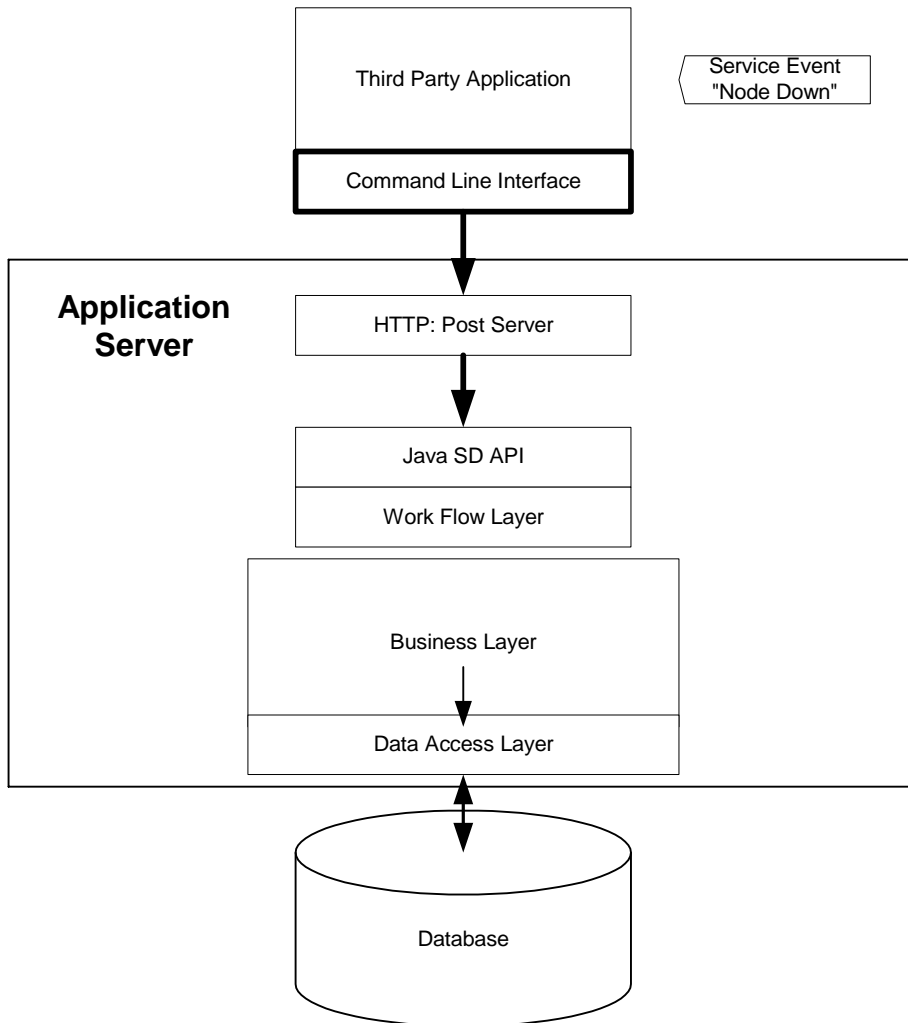 Third Party Application
Service Event
"Node Down"
Command Line Interface
Application
Server
HTTP: Post Server
Java SD API
Work Flow Layer
Business Layer
Data Access Layer
Database